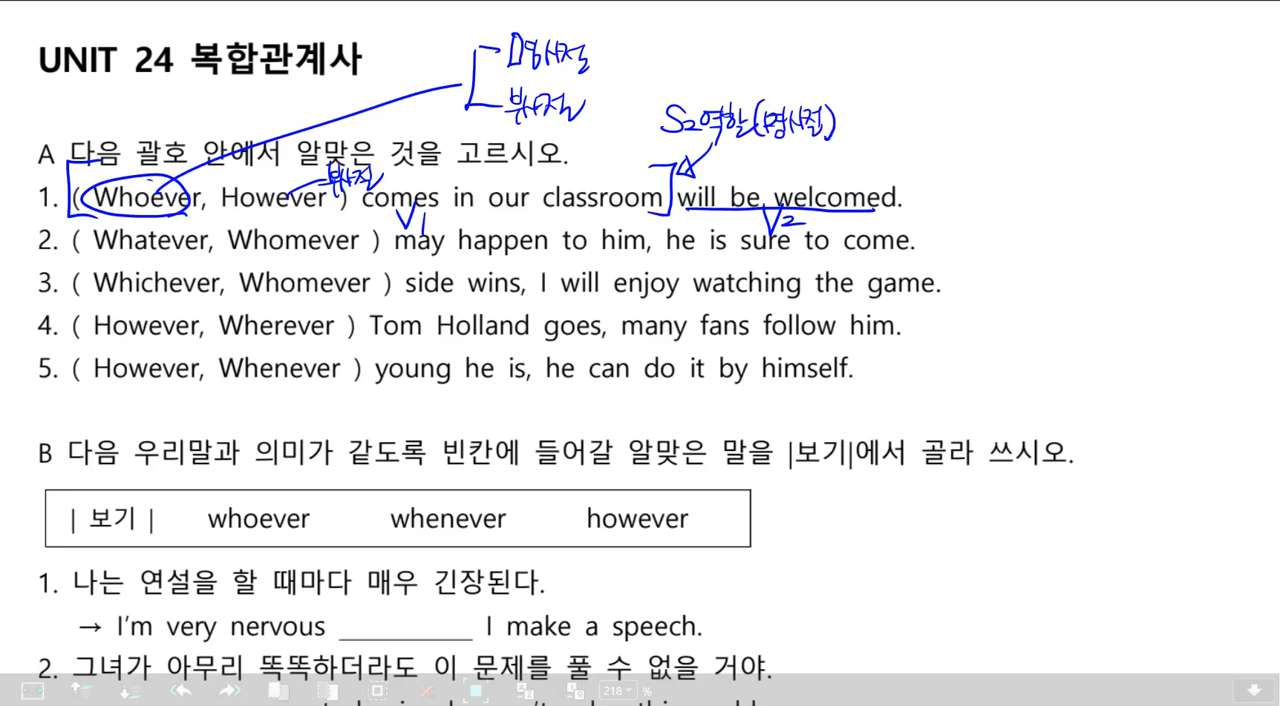 UNIT 24 복합관계사
명사절
부사절
S2역할(명사절)
A 다음 괄호 안에서 알맞은 것을 고르시오.
부사절
1. ( Whoever, However ) comes in our classroom will be welcomed.
V1
V2
2. ( Whatever, Whomever ) may happen to him, he is sure to come.
3. ( Whichever, Whomever ) side wins, I will enjoy watching the game.
4. ( However, Wherever ) Tom Holland goes, many fans follow him.
5. ( However, Whenever ) young he is, he can do it by himself.
B 다음 우리말과 의미가 같도록 빈칸에 들어갈 알맞은 말을 |보기|에서 골라 쓰시오.
| 보기 | whoever whenever however
1. 나는 연설을 할 때마다 매우 긴장된다.
→ I'm very nervous __________ I make a speech.
2. 그녀가 아무리 똑똑하더라도 이 문제를 풀 수 없을 거야.
218 %